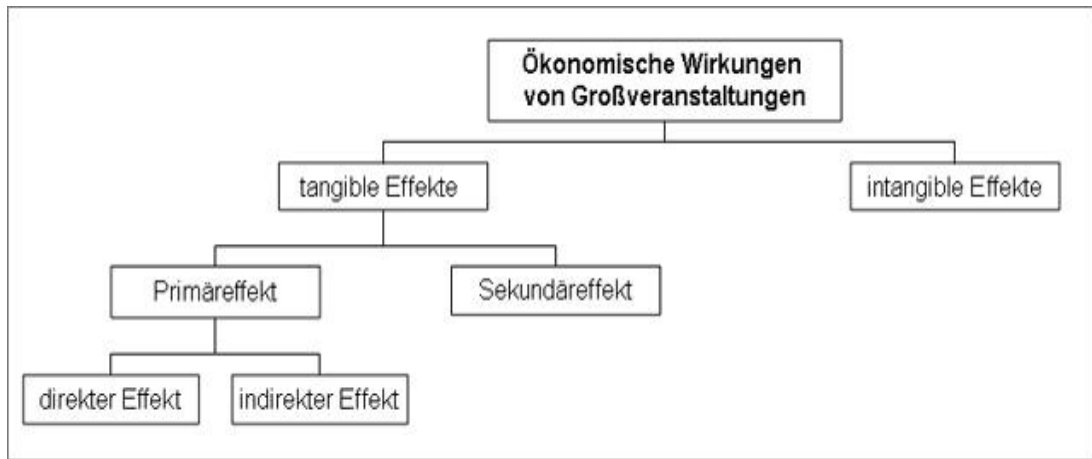 Ökonomische Wirkungen
von Großveranstaltungen
tangible Effekte
intangible Effekte
Primäreffekt
Sekundäreffekt
direkter Effekt
indirekter Effekt